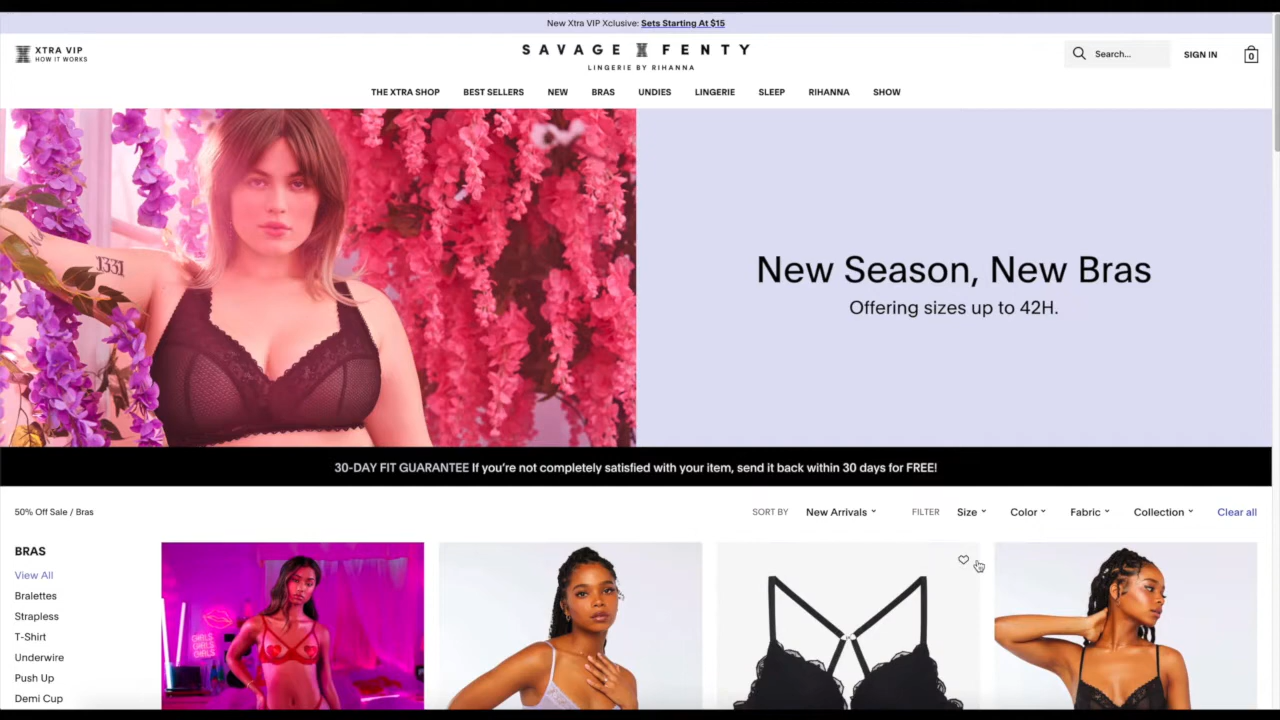 New Xtra VIP Xclusive: Sets Starting At $15
XTRA VIP
HOW IT WORKS
SAVAGE X FENTY
LINGERIE BY RIHANNA
Search...
SIGN IN
0
THE XTRA SHOP BEST SELLERS NEW BRAS UNDIES LINGERIE SLEEP RIHANNA SHOW
1331
New Season, New Bras
Offering sizes up to 42H.
30-DAY FIT GUARANTEE If you're not completely satisfied with your item, send it back within 30 days for FREE!
50% Off Sale / Bras
SORT BY New Arrivals FILTER Size Color Fabric Collection Clear all
BRAS
View All
Bralettes
Strapless
T-Shirt
Underwire
Push Up
Demi Cup
GIRLS
GIRLS
GIRLS